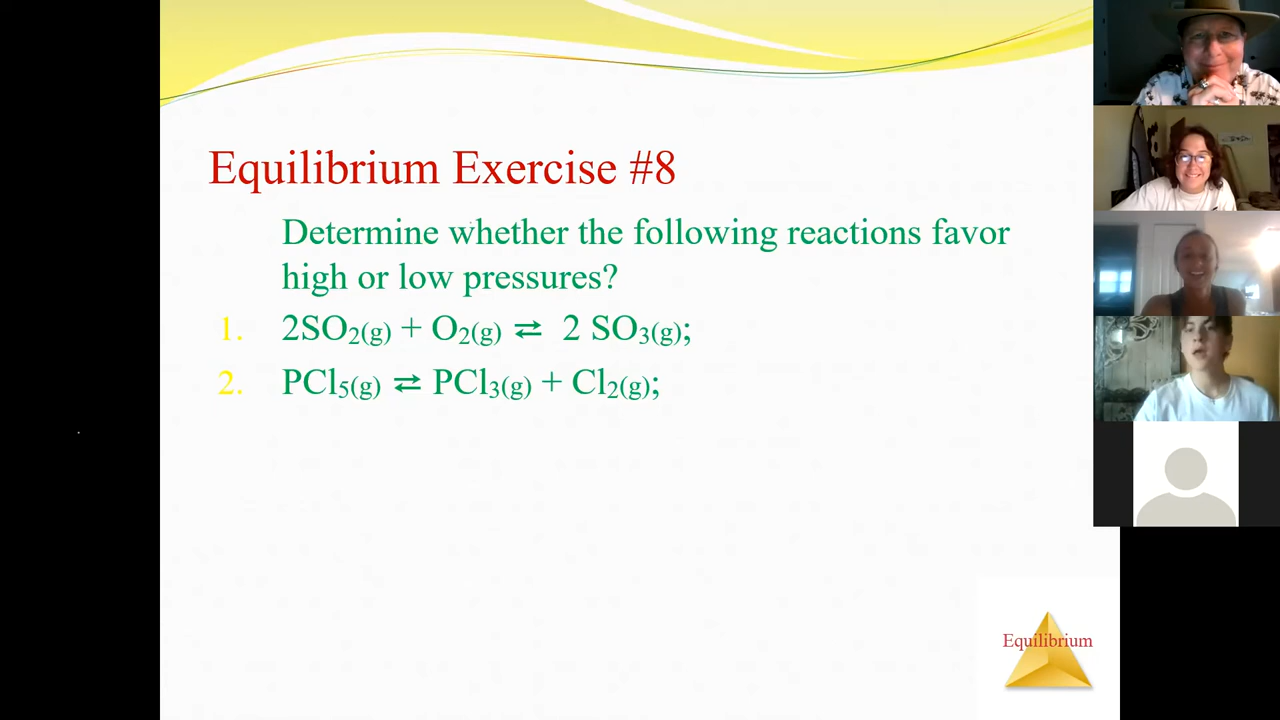 Equilibrium Exercise #8
Determine whether the following reactions favor
high or low pressures?
1. 2SO₂(g) + O₂(g) ⇄ 2 SO₃(g);
2. PCl₅(g) ⇄ PCl₃(g) + Cl₂(g);
Equilibrium